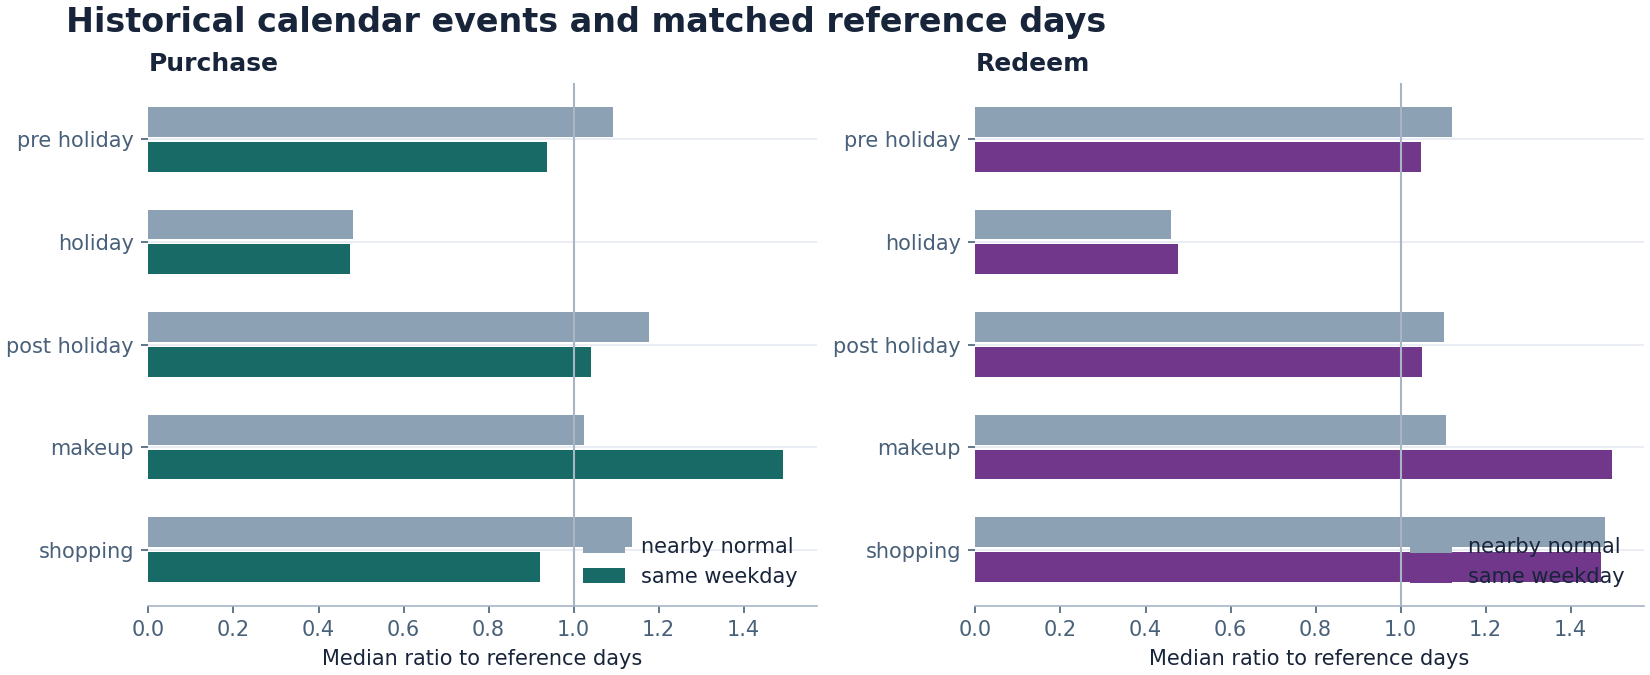 Historical calendar events and matched reference days
Purchase
pre holiday
holiday
post holiday
makeup
shopping
nearby normal
same weekday
0.0 0.2 0.4 0.6 0.8 1.0 1.2 1.4
Median ratio to reference days
Redeem
pre holiday
holiday
post holiday
makeup
shopping
nearby normal
same weekday
0.0 0.2 0.4 0.6 0.8 1.0 1.2 1.4
Median ratio to reference days